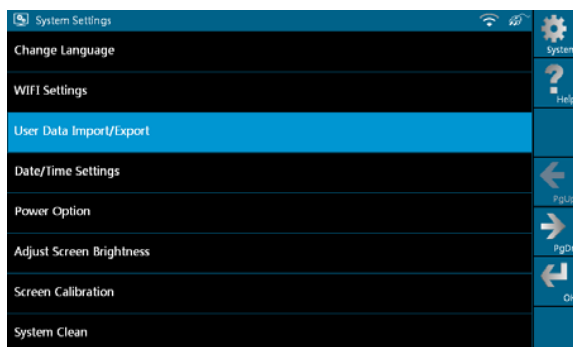 System Settings
Change Language
WIFI Settings
User Data Import/Export
Date/Time Settings
Power Option
Adjust Screen Brightness
Screen Calibration
System Clean
System
Help
PgUp
PgDn
OK